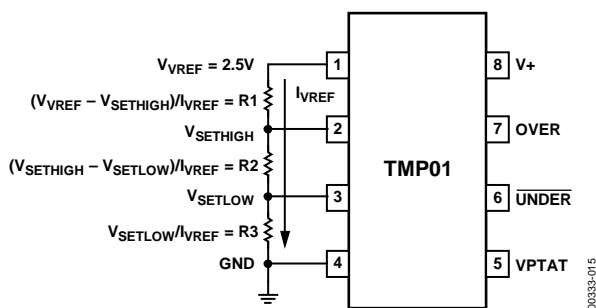 V_VREF = 2.5V
1
8
V+
(V_VREF – V_SETHIGH)/I_VREF = R1
I_VREF
V_SETHIGH
2
7
OVER
(V_SETHIGH – V_SETLOW)/I_VREF = R2
TMP01
V_SETLOW
3
6
UNDER
V_SETLOW/I_VREF = R3
GND
4
5
VPTAT
00333-015